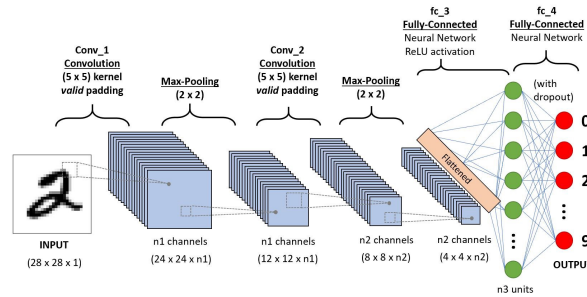 Conv_1
Convolution
(5 x 5) kernel
valid padding
Max-Pooling
(2 x 2)
Conv_2
Convolution
(5 x 5) kernel
valid padding
Max-Pooling
(2 x 2)
fc_3
Fully-Connected
Neural Network
ReLU activation
fc_4
Fully-Connected
Neural Network
(with
dropout)
2
Flattened
0
1
2
9
INPUT
(28 x 28 x 1)
n1 channels
(24 x 24 x n1)
n1 channels
(12 x 12 x n1)
n2 channels
(8 x 8 x n2)
n2 channels
(4 x 4 x n2)
n3 units
OUTPUT